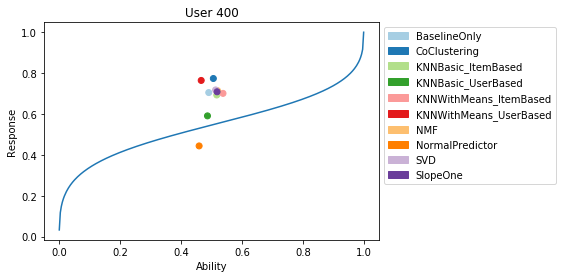 User 400
Response
1.0
0.8
0.6
0.4
0.2
0.0
0.0 0.2 0.4 0.6 0.8 1.0
Ability
BaselineOnly
CoClustering
KNNBasic_ItemBased
KNNBasic_UserBased
KNNWithMeans_ItemBased
KNNWithMeans_UserBased
NMF
NormalPredictor
SVD
SlopeOne